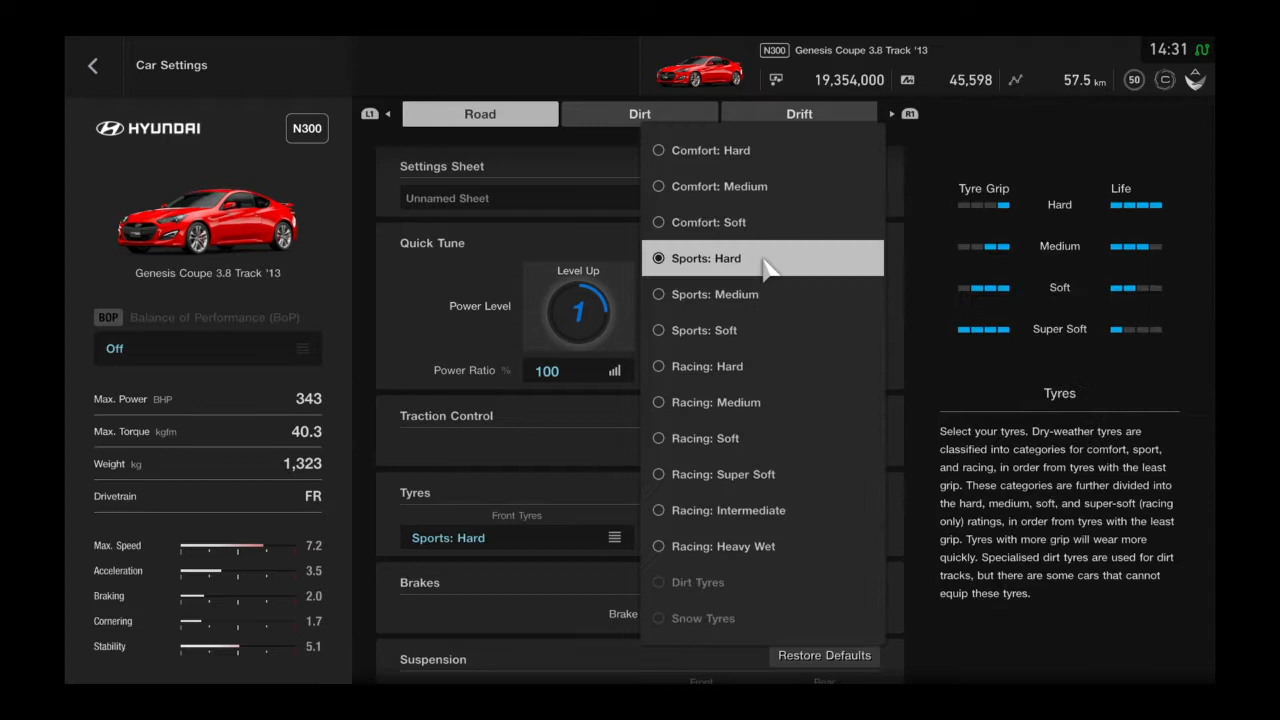 Car Settings
N300 Genesis Coupe 3.8 Track '13
14:31
19,354,000 45,598 57.5 km 50 C
HYUNDAI N300
Genesis Coupe 3.8 Track '13
BOP Balance of Performance (BoP)
Off
Max. Power BHP 343
Max. Torque kgfm 40.3
Weight kg 1,323
Drivetrain FR
Max. Speed 7.2
Acceleration 3.5
Braking 2.0
Cornering 1.7
Stability 5.1
L1 Road Dirt Drift R1
Settings Sheet
Unnamed Sheet
Quick Tune
Level Up
Power Level 1
Power Ratio % 100
Traction Control
Tyres
Front Tyres
Sports: Hard
Brakes
Brake
Suspension
Front Rear
Comfort: Hard
Comfort: Medium
Comfort: Soft
Sports: Hard
Sports: Medium
Sports: Soft
Racing: Hard
Racing: Medium
Racing: Soft
Racing: Super Soft
Racing: Intermediate
Racing: Heavy Wet
Dirt Tyres
Snow Tyres
Restore Defaults
Tyre Grip Life
Hard
Medium
Soft
Super Soft
Tyres
Select your tyres. Dry-weather tyres are
classified into categories for comfort, sport,
and racing, in order from tyres with the least
grip. These categories are further divided into
the hard, medium, soft, and super-soft (racing
only) ratings, in order from tyres with the least
grip. Tyres with more grip will wear more
quickly. Specialised dirt tyres are used for dirt
tracks, but there are some cars that cannot
equip these tyres.